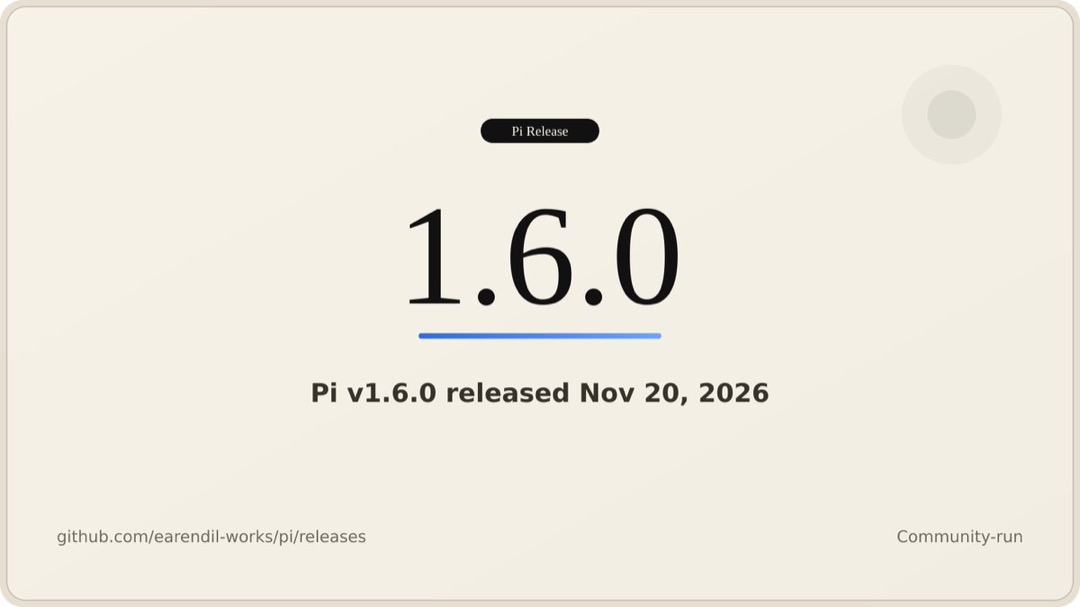 Pi Release
1.6.0
Pi v1.6.0 released Nov 20, 2026
github.com/earendil-works/pi/releases
Community-run